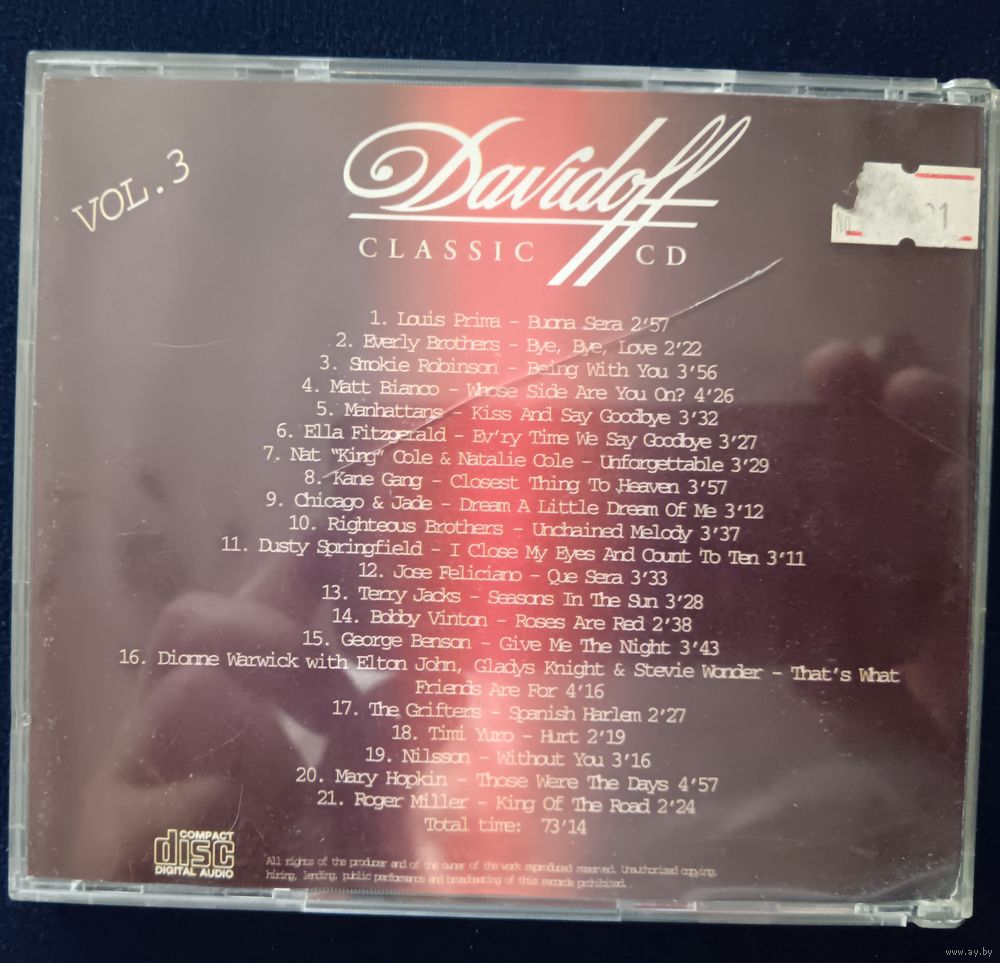 VOL.3
Davidoff
CLASSIC CD
No 1
1. Louis Prima - Buona Sera 2'57
2. Everly Brothers - Bye, Bye, Love 2'22
3. Smokie Robinson - Being With You 3'56
4. Matt Bianco - Whose Side Are You On? 4'26
5. Manhattans - Kiss And Say Goodbye 3'32
6. Ella Fitzgerald - Ev'ry Time We Say Goodbye 3'27
7. Nat "King" Cole & Natalie Cole - Unforgettable 3'29
8. Kane Gang - Closest Thing To Heaven 3'57
9. Chicago & Jade - Dream A Little Dream Of Me 3'12
10. Righteous Brothers - Unchained Melody 3'37
11. Dusty Springfield - I Close My Eyes And Count To Ten 3'11
12. Jose Feliciano - Que Sera 3'33
13. Terry Jacks - Seasons In The Sun 3'28
14. Bobby Vinton - Roses Are Red 2'38
15. George Benson - Give Me The Night 3'43
16. Dionne Warwick with Elton John, Gladys Knight & Stevie Wonder - That's What
Friends Are For 4'16
17. The Grifters - Spanish Harlem 2'27
18. Timi Yuro - Hurt 2'19
19. Nilsson - Without You 3'16
20. Mary Hopkin - Those Were The Days 4'57
21. Roger Miller - King Of The Road 2'24
Total time: 73'14
COMPACT
disc
DIGITAL AUDIO
All rights of the producer and of the owner of the work reproduced reserved. Unauthorized copying,
hiring, lending, public performance and broadcasting of this records prohibited.
www.ay.by